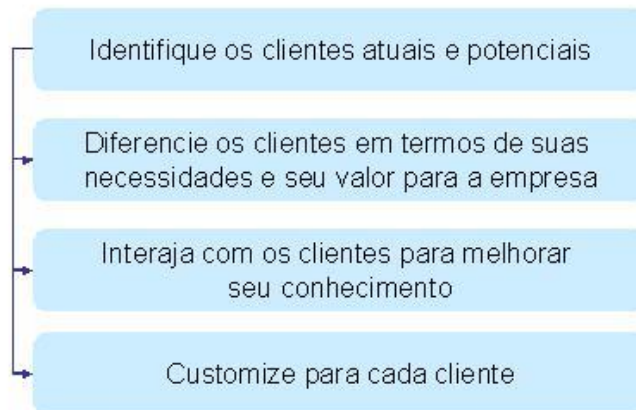 Identifique os clientes atuais e potenciais
Diferencie os clientes em termos de suas
necessidades e seu valor para a empresa
Interaja com os clientes para melhorar
seu conhecimento
Customize para cada cliente